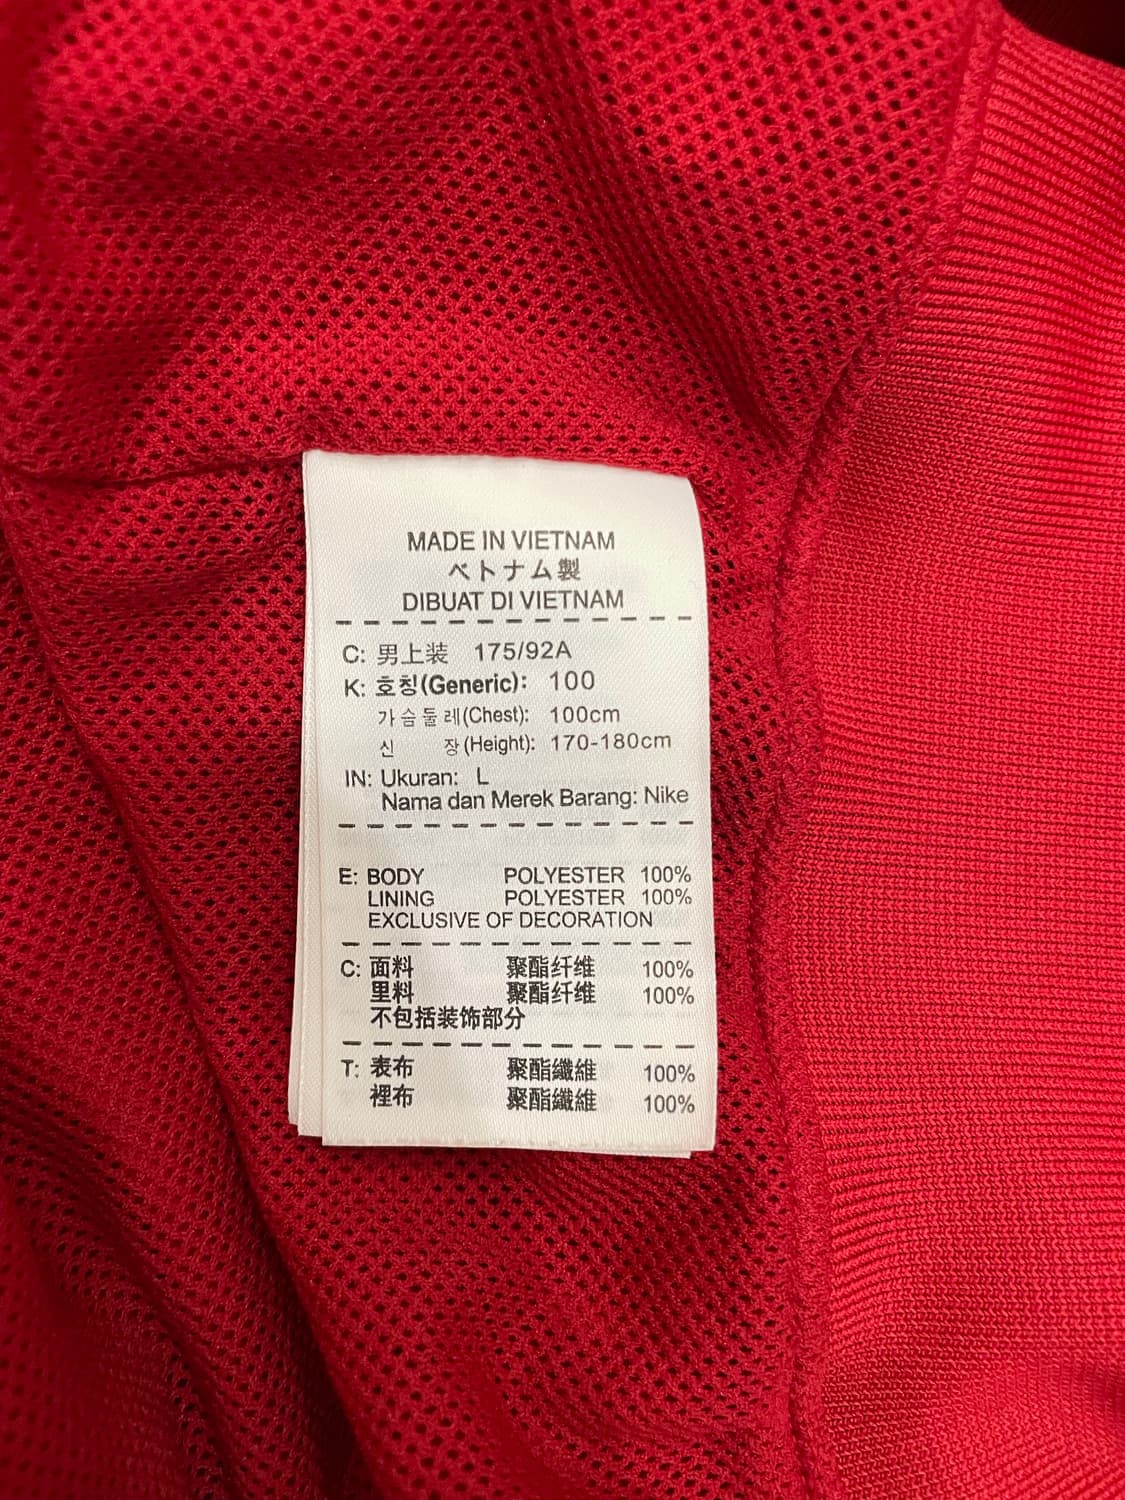 MADE IN VIETNAM
ベトナム製
DIBUAT DI VIETNAM
C: 男上装 175/92A
K: 호칭(Generic): 100
가슴둘레(Chest): 100cm
신 장(Height): 170-180cm
IN: Ukuran: L
Nama dan Merek Barang: Nike
E: BODY POLYESTER 100%
LINING POLYESTER 100%
EXCLUSIVE OF DECORATION
C: 面料 聚酯纤维 100%
里料 聚酯纤维 100%
不包括装饰部分
T: 表布 聚酯纖維 100%
裡布 聚酯纖維 100%